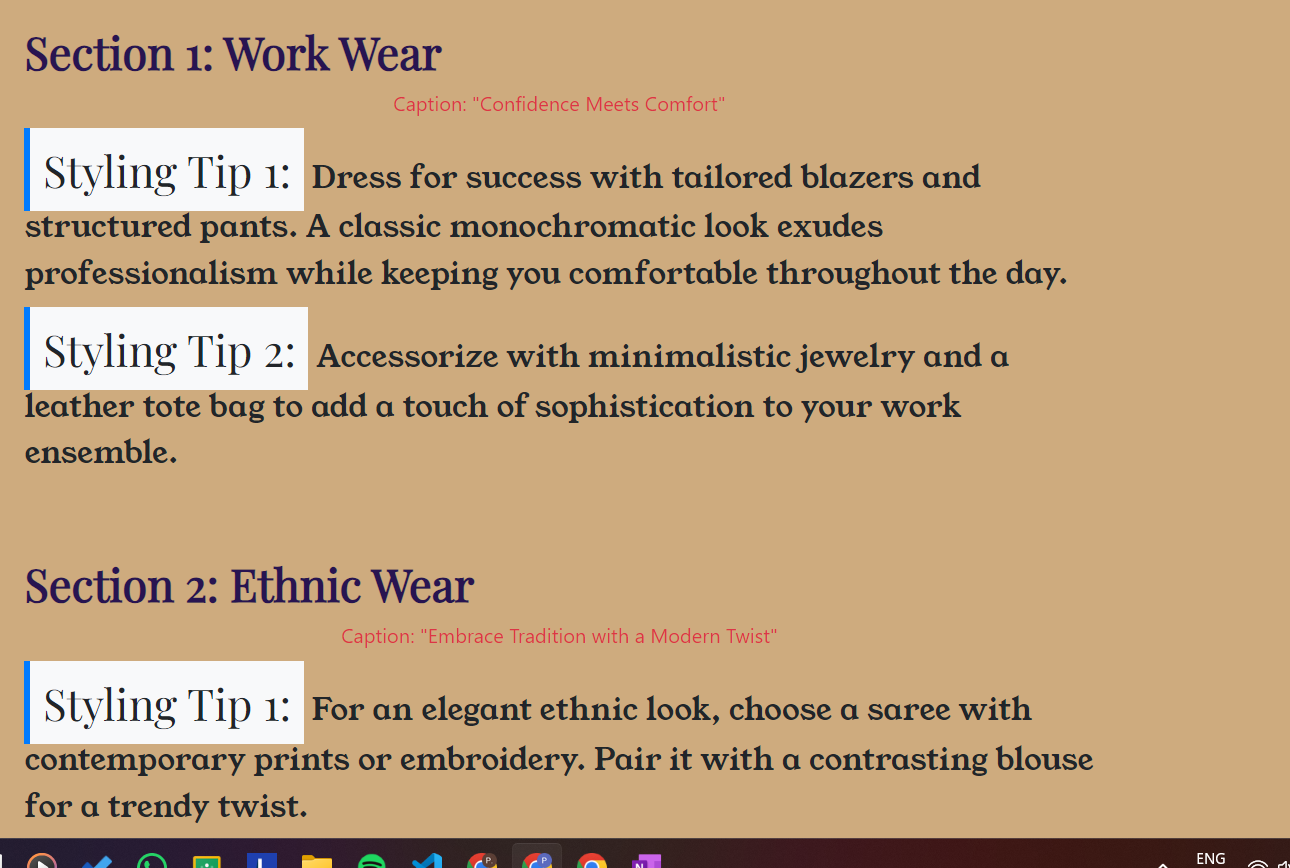 Section 1: Work Wear
Caption: "Confidence Meets Comfort"
Styling Tip 1: Dress for success with tailored blazers and
structured pants. A classic monochromatic look exudes
professionalism while keeping you comfortable throughout the day.
Styling Tip 2: Accessorize with minimalistic jewelry and a
leather tote bag to add a touch of sophistication to your work
ensemble.
Section 2: Ethnic Wear
Caption: "Embrace Tradition with a Modern Twist"
Styling Tip 1: For an elegant ethnic look, choose a saree with
contemporary prints or embroidery. Pair it with a contrasting blouse
for a trendy twist.
L P P N ENG